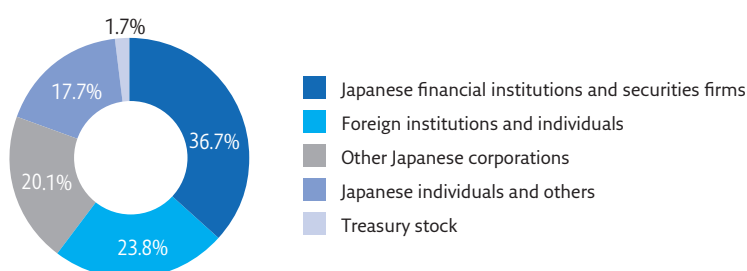 1.7%
17.7%
36.7%
20.1%
23.8%
Japanese financial institutions and securities firms
Foreign institutions and individuals
Other Japanese corporations
Japanese individuals and others
Treasury stock